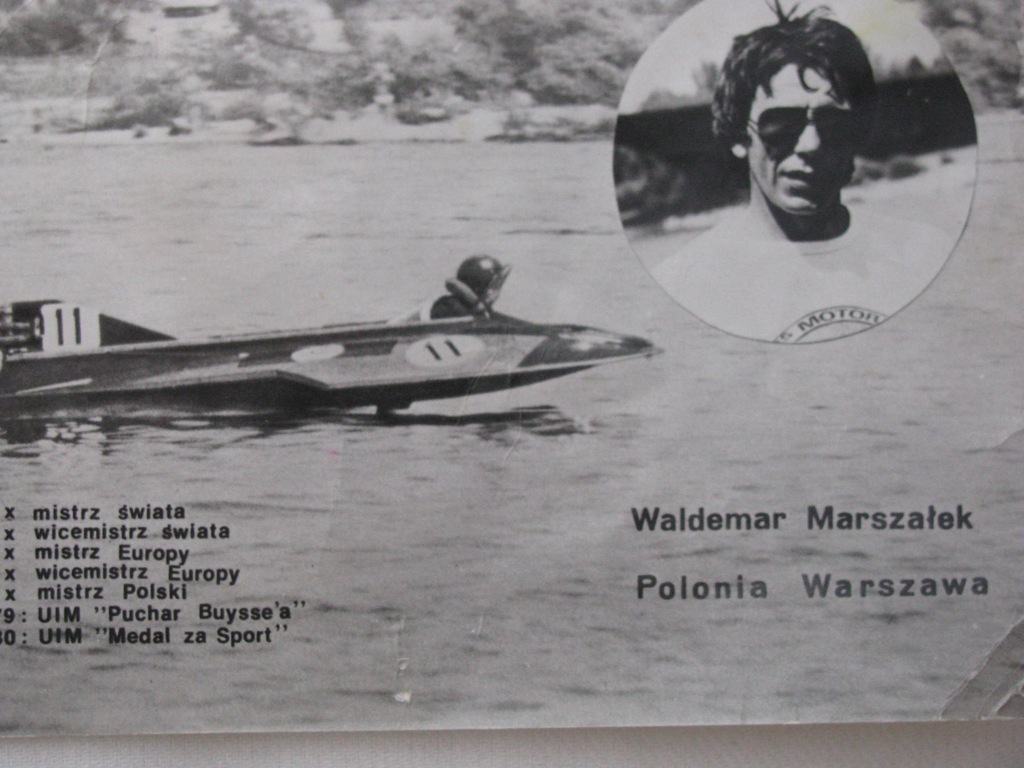 11
11
MOTOR
x mistrz świata
x wicemistrz świata
x mistrz Europy
x wicemistrz Europy
x mistrz Polski
79: UIM "Puchar Buysse'a"
80: UIM "Medal za Sport"
Waldemar Marszałek
Polonia Warszawa